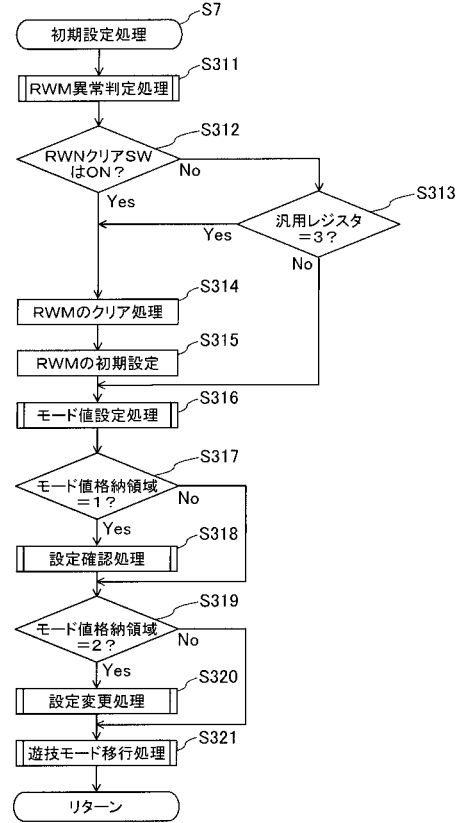 S7
初期設定処理
S311
RWM異常判定処理
S312
RWNクリアSW
はON?
No
Yes
S313
汎用レジスタ
=3?
Yes
No
S314
RWMのクリア処理
S315
RWMの初期設定
S316
モード値設定処理
S317
モード値格納領域
=1?
No
Yes
S318
設定確認処理
S319
モード値格納領域
=2?
No
Yes
S320
設定変更処理
S321
遊技モード移行処理
リターン